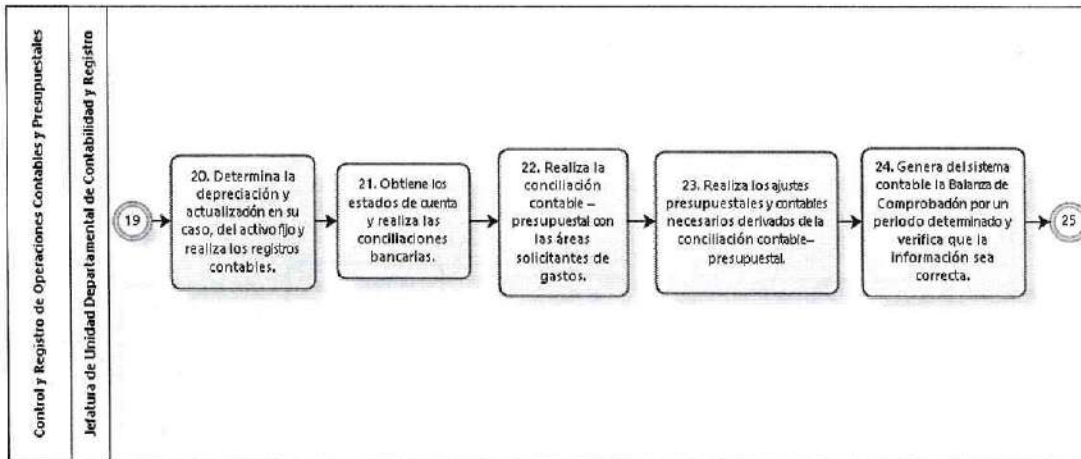 Control y Registro de Operaciones Contables y Presupuestales
Jefatura de Unidad Departamental de Contabilidad y Registro
19
20. Determina la
depreciación y
actualización en su
caso, del activo fijo y
realiza los registros
contables.
21. Obtiene los
estados de cuenta
y realiza las
conciliaciones
bancarias.
22. Realiza la
conciliación
contable –
presupuestal con
las áreas
solicitantes de
gastos.
23. Realiza los ajustes
presupuestales y contables
necesarios derivados de la
conciliación contable–
presupuestal.
24. Genera del sistema
contable la Balanza de
Comprobación por un
periodo determinado y
verifica que la
información sea
correcta.
25